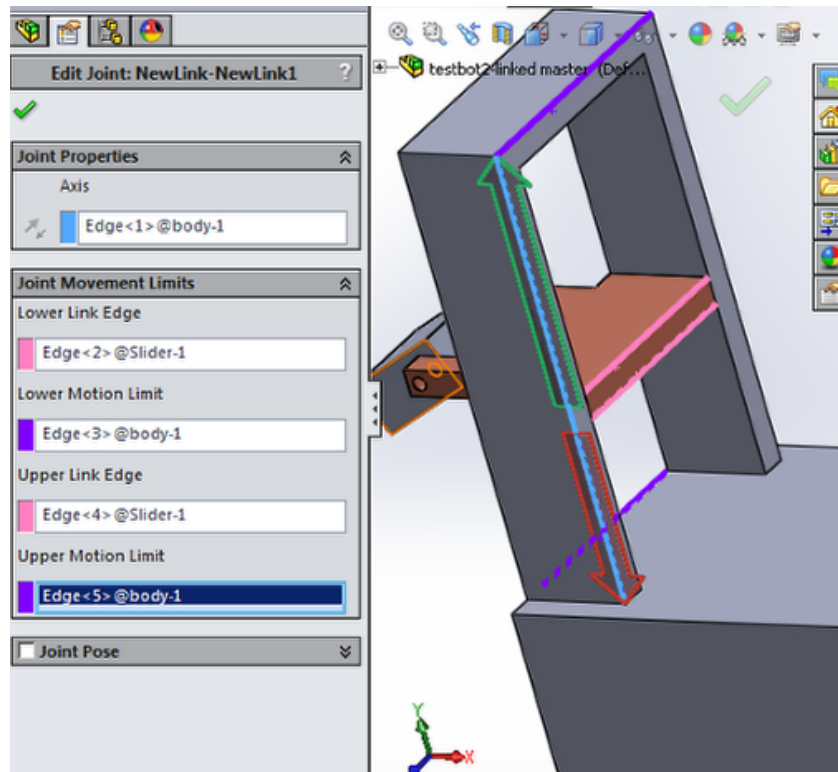 Edit Joint: NewLink-NewLink1 ?
testbot24linked master (Def...
Joint Properties
Axis
Edge<1>@body-1
Joint Movement Limits
Lower Link Edge
Edge<2>@Slider-1
Lower Motion Limit
Edge<3>@body-1
Upper Link Edge
Edge<4>@Slider-1
Upper Motion Limit
Edge<5>@body-1
Joint Pose
Y
X